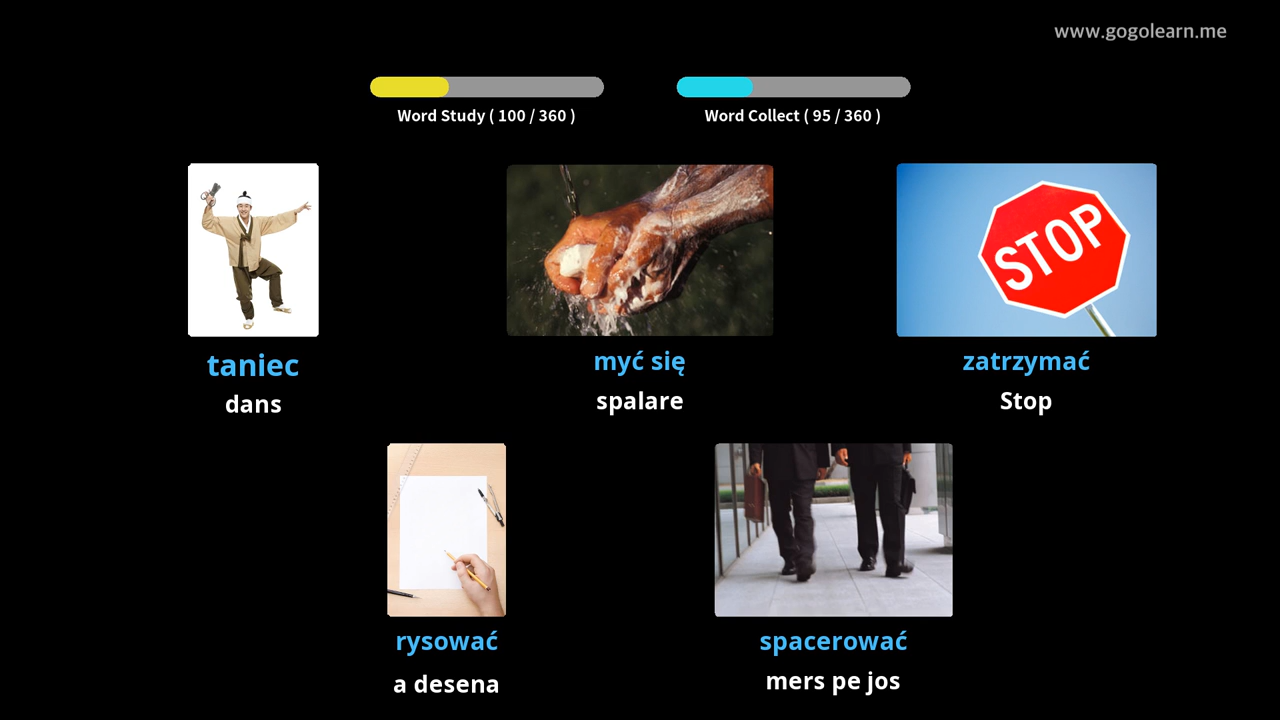 www.gogolearn.me
Word Study ( 100 / 360 )
Word Collect ( 95 / 360 )
STOP
taniec
dans
myć się
spalare
zatrzymać
Stop
rysować
a desena
spacerować
mers pe jos